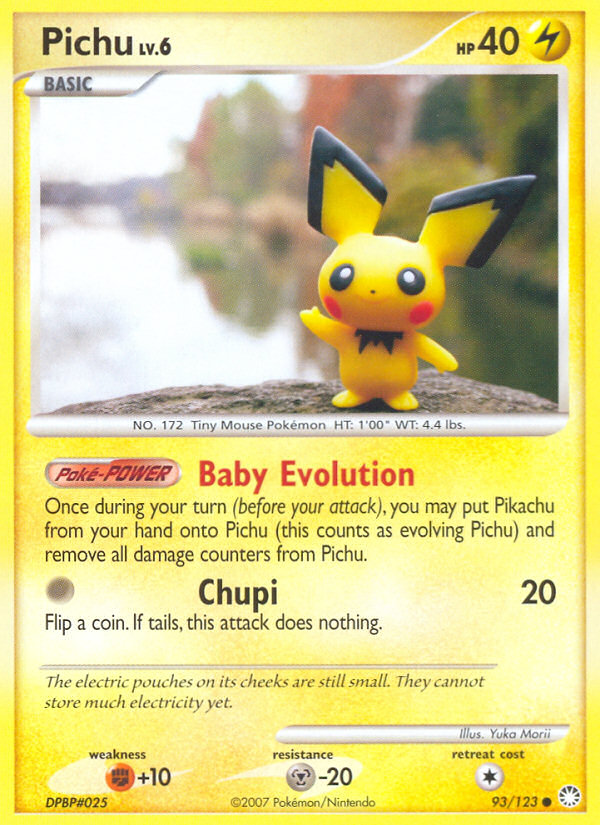 Pichu LV.6 HP 40
BASIC
NO. 172 Tiny Mouse Pokémon HT: 1'00" WT: 4.4 lbs.
Poké-POWER Baby Evolution
Once during your turn (before your attack), you may put Pikachu
from your hand onto Pichu (this counts as evolving Pichu) and
remove all damage counters from Pichu.
Chupi 20
Flip a coin. If tails, this attack does nothing.
The electric pouches on its cheeks are still small. They cannot
store much electricity yet.
Illus. Yuka Morii
weakness resistance retreat cost
+10 -20
DPBP#025 ©2007 Pokémon/Nintendo 93/123